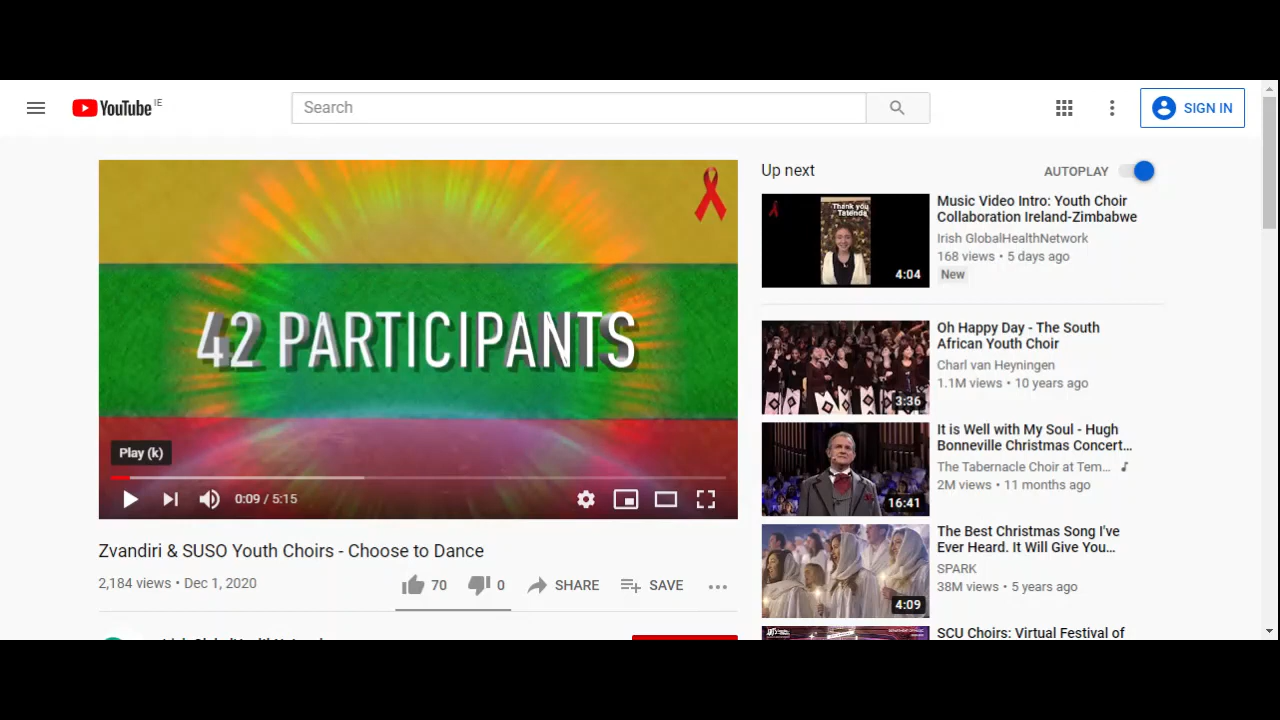 YouTube IE
Search
SIGN IN
42 PARTICIPANTS
Play (k)
0:09 / 5:15
Zvandiri & SUSO Youth Choirs - Choose to Dance
2,184 views • Dec 1, 2020
70
0
SHARE
SAVE
Up next
AUTOPLAY
Thank you
Tatenda
4:04
Music Video Intro: Youth Choir
Collaboration Ireland-Zimbabwe
Irish GlobalHealthNetwork
168 views • 5 days ago
New
3:36
Oh Happy Day - The South
African Youth Choir
Charl van Heyningen
1.1M views • 10 years ago
16:41
It is Well with My Soul - Hugh
Bonneville Christmas Concert...
The Tabernacle Choir at Tem...
2M views • 11 months ago
4:09
The Best Christmas Song I've
Ever Heard. It Will Give You...
SPARK
38M views • 5 years ago
SCU Choirs: Virtual Festival of